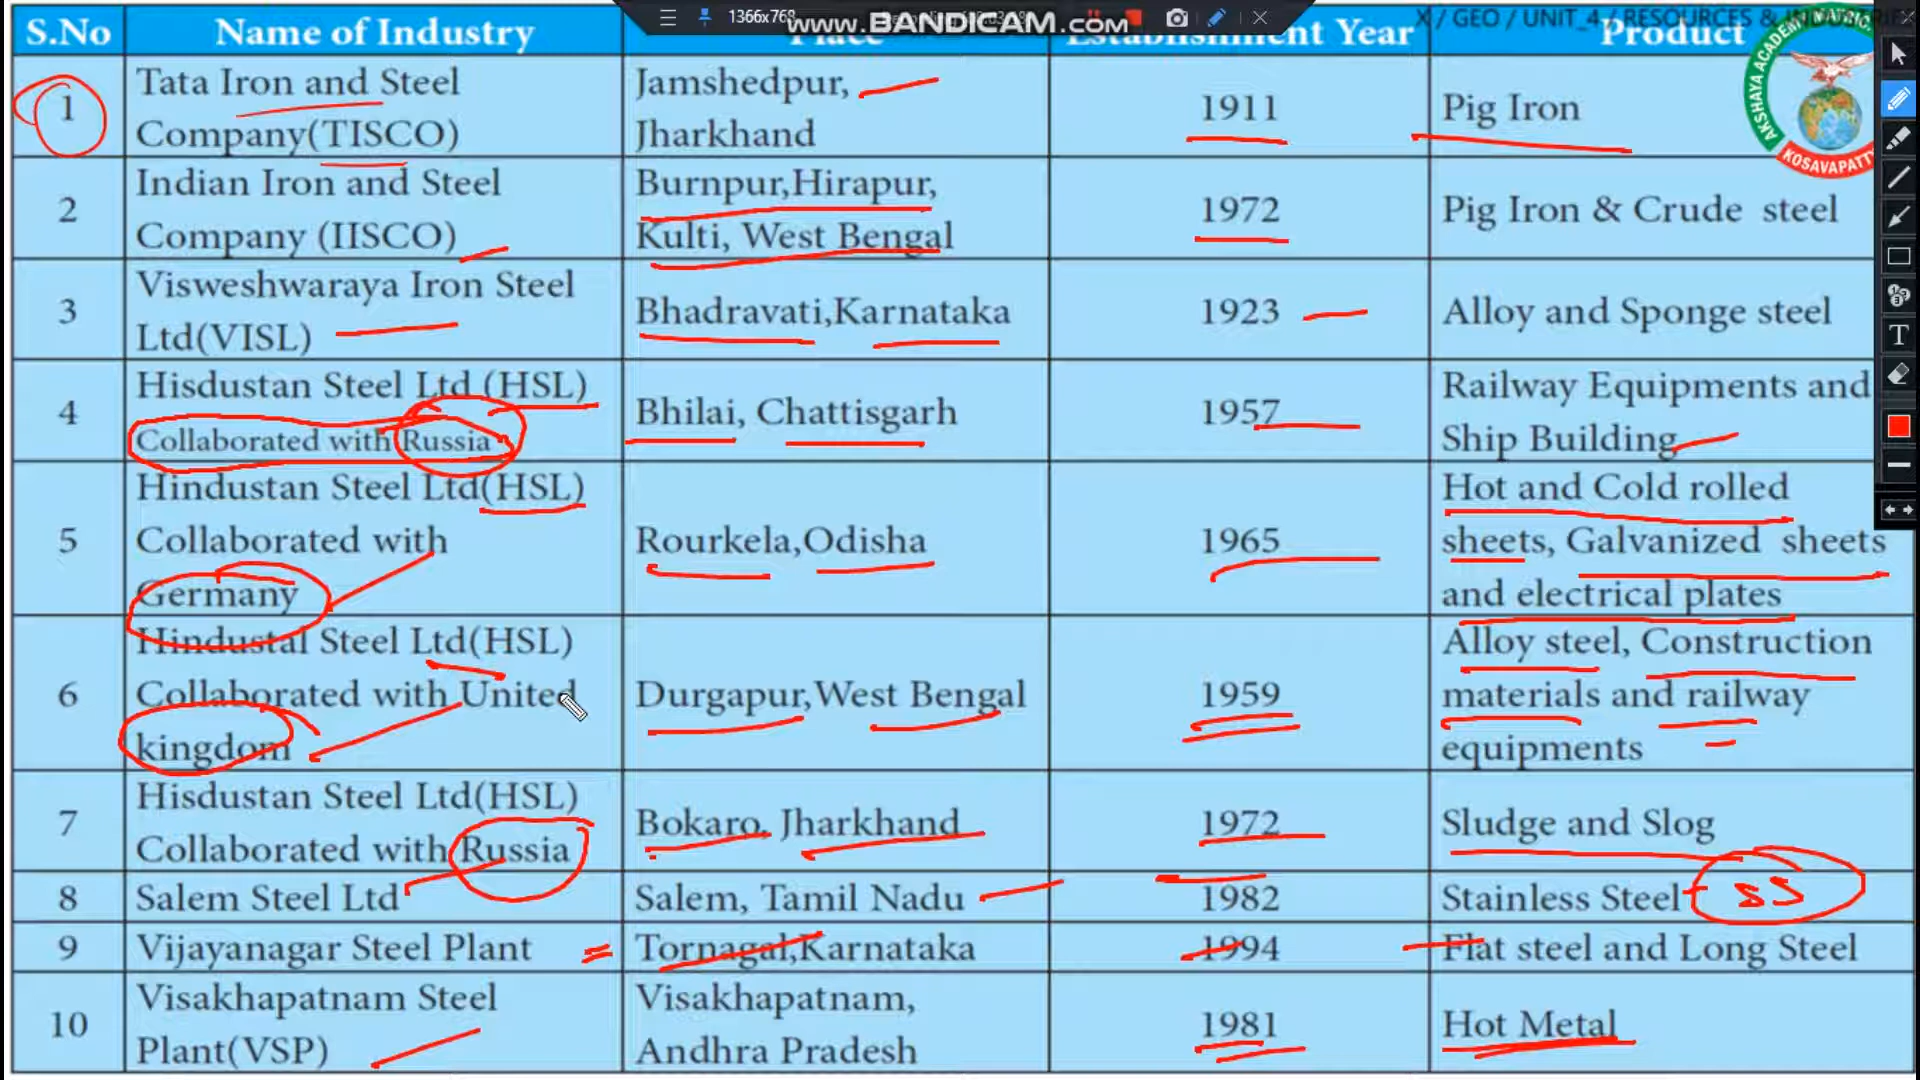 1366x768
www.BANDICAM.com
X / GEO / UNIT_4 / RESOURCES &
S.No Name of Industry Place Establishment Year Product
AKSHAYA ACADEMY MATRIC.
KOSAVAPATTY
1 Tata Iron and Steel Company(TISCO) Jamshedpur, Jharkhand 1911 Pig Iron
2 Indian Iron and Steel Company (IISCO) Burnpur,Hirapur, Kulti, West Bengal 1972 Pig Iron & Crude steel
3 Visweshwaraya Iron Steel Ltd(VISL) Bhadravati,Karnataka 1923 Alloy and Sponge steel
4 Hisdustan Steel Ltd (HSL) Collaborated with Russia Bhilai, Chattisgarh 1957 Railway Equipments and Ship Building
5 Hindustan Steel Ltd(HSL) Collaborated with Germany Rourkela,Odisha 1965 Hot and Cold rolled sheets, Galvanized sheets and electrical plates
6 Hindustal Steel Ltd(HSL) Collaborated with United kingdom Durgapur,West Bengal 1959 Alloy steel, Construction materials and railway equipments
7 Hisdustan Steel Ltd(HSL) Collaborated with Russia Bokaro, Jharkhand 1972 Sludge and Slog
8 Salem Steel Ltd Salem, Tamil Nadu 1982 Stainless Steel SS
9 Vijayanagar Steel Plant Tornagal,Karnataka 1994 Flat steel and Long Steel
10 Visakhapatnam Steel Plant(VSP) Visakhapatnam, Andhra Pradesh 1981 Hot Metal